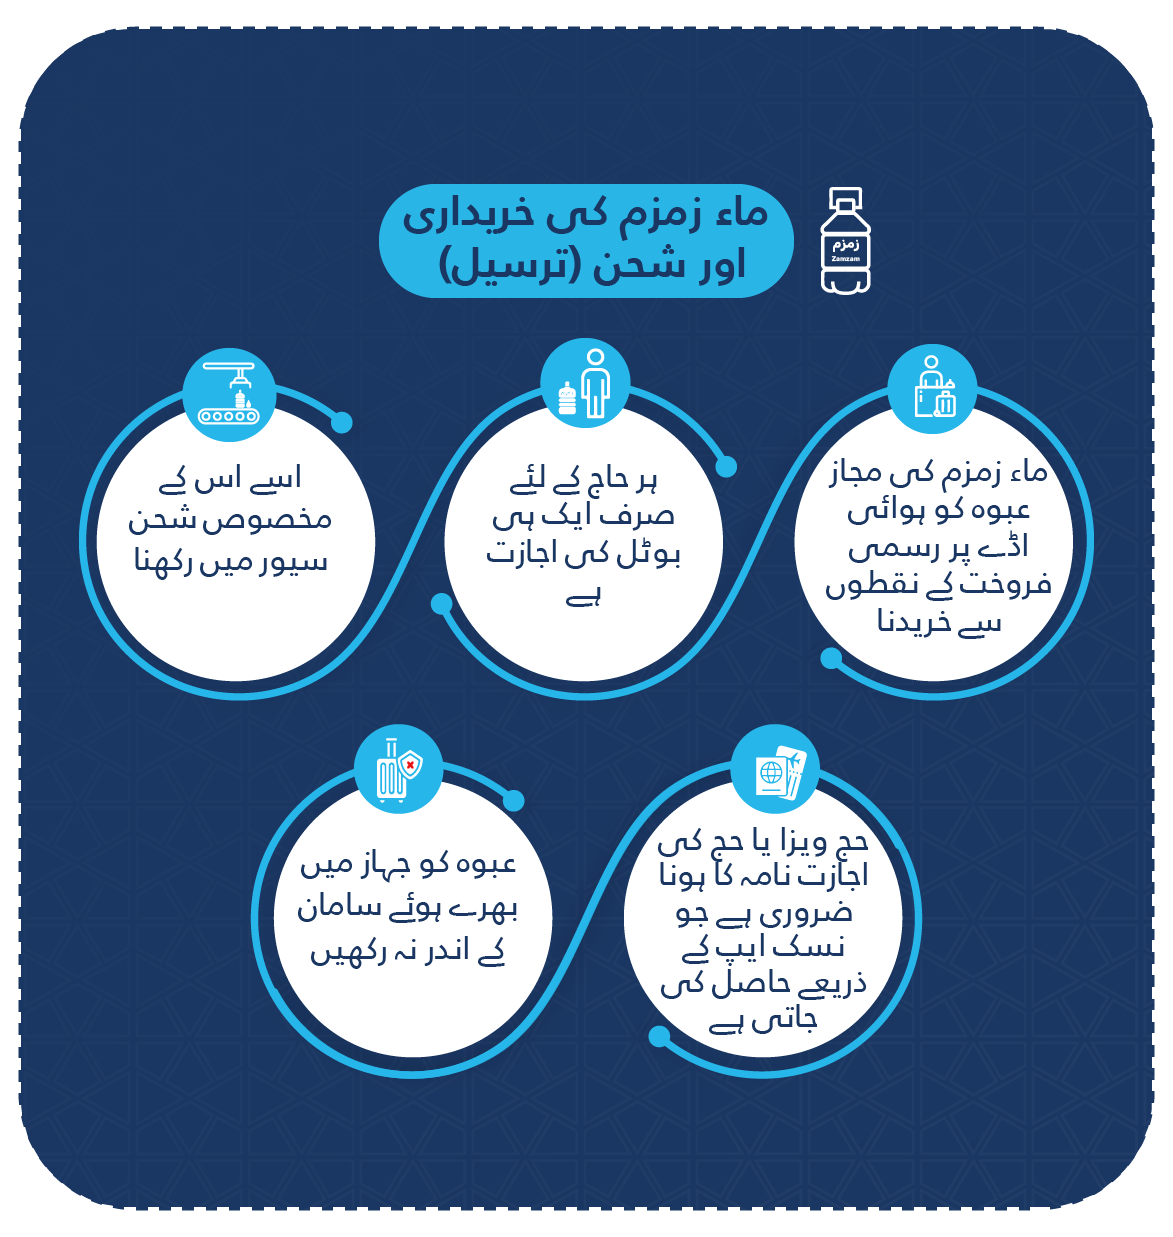 ماء زمزم کی خریداری
اور شحن (ترسیل)
زمزم
Zamzam
ماء زمزم کی مجاز
عبوہ کو ہوائی
اڈے پر رسمی
فروخت کے نقطوں
سے خریدنا
ہر حاج کے لئے
صرف ایک ہی
بوٹل کی اجازت
ہے
اسے اس کے
مخصوص شحن
سیور میں رکھنا
حج ویزا یا حج کی
اجازت نامہ کا ہونا
ضروری ہے جو
نسک ایپ کے
ذریعے حاصل کی
جاتی ہے
عبوہ کو جہاز میں
بھرے ہوئے سامان
کے اندر نہ رکھیں